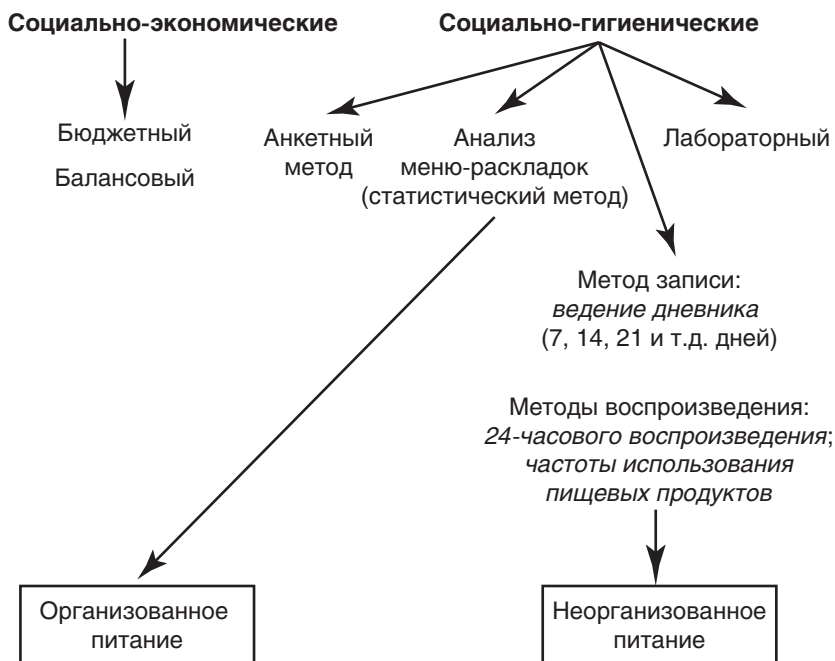 Социально-экономические
Социально-гигиенические
Бюджетный
Балансовый
Анкетный
метод
Анализ
меню-раскладок
(статистический метод)
Лабораторный
Метод записи:
ведение дневника
(7, 14, 21 и т.д. дней)
Методы воспроизведения:
24-часового воспроизведения;
частоты использования
пищевых продуктов
Организованное
питание
Неорганизованное
питание